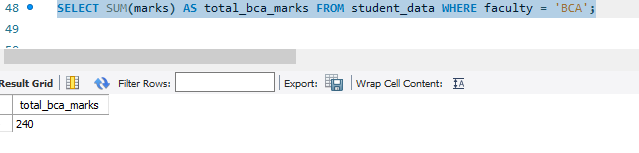 48 SELECT SUM(marks) AS total_bca_marks FROM student_data WHERE faculty = 'BCA';
49
Result Grid Filter Rows: Export: Wrap Cell Content: IA
total_bca_marks
240